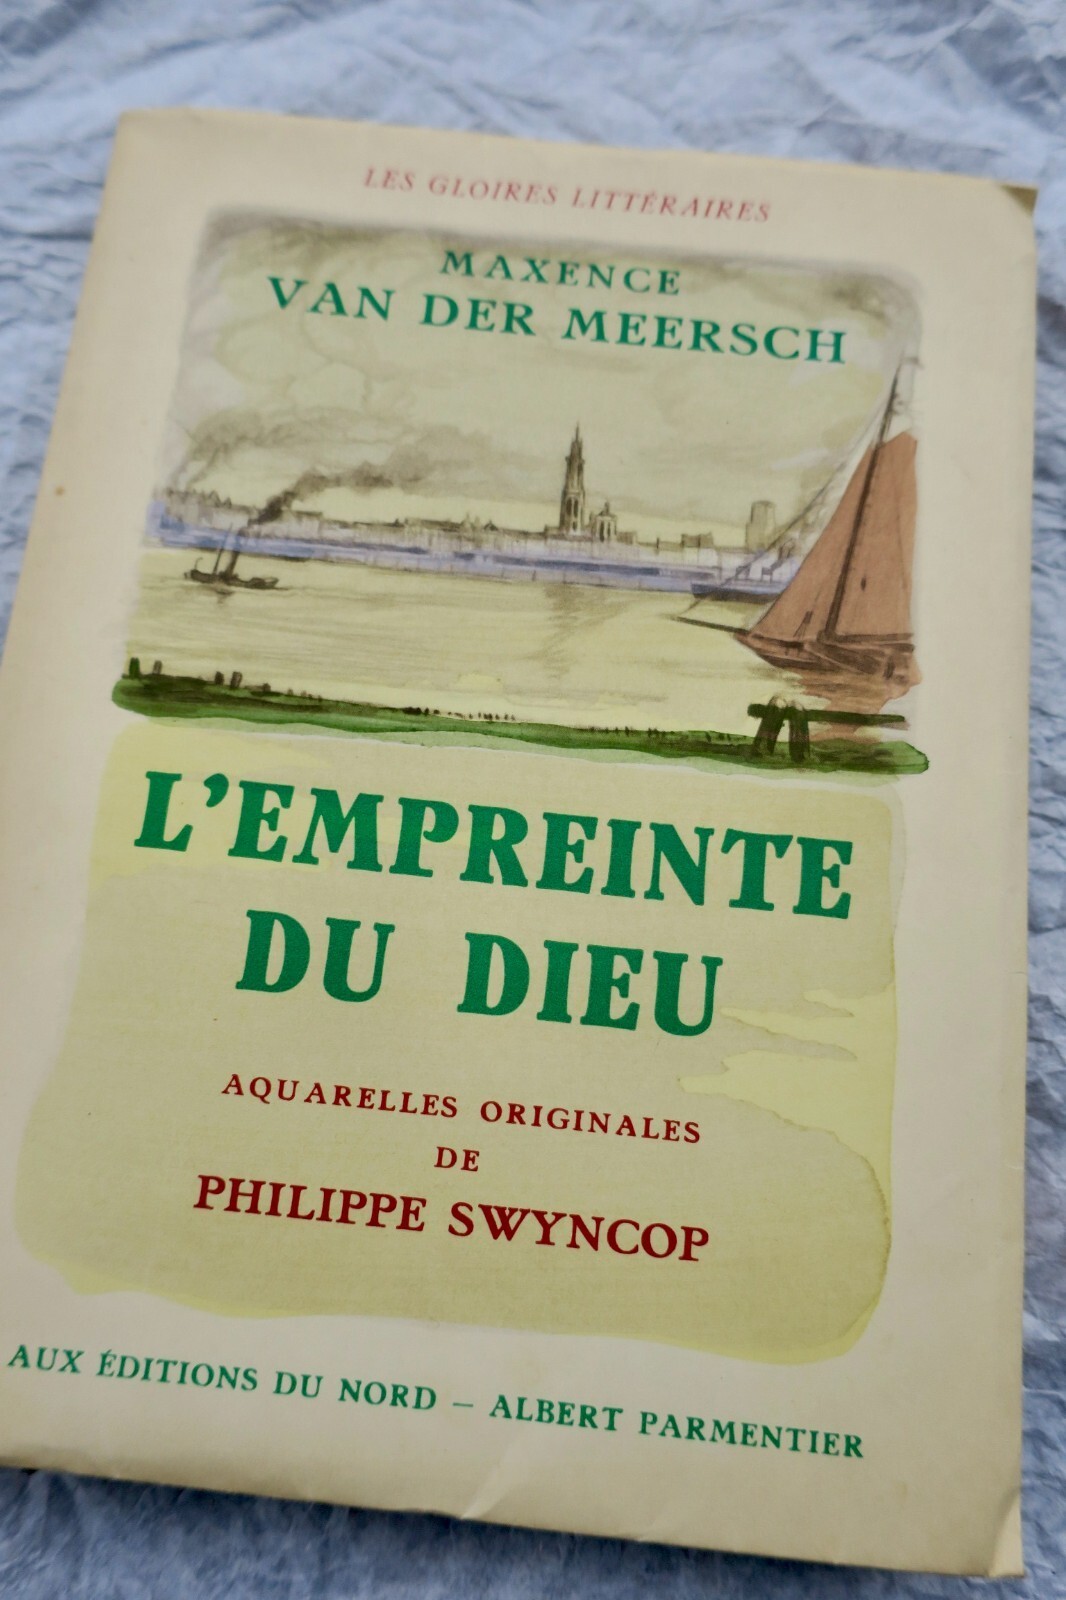 LES GLOIRES LITTÉRAIRES
MAXENCE
VAN DER MEERSCH
L'EMPREINTE
DU DIEU
AQUARELLES ORIGINALES
DE
PHILIPPE SWYNCOP
AUX ÉDITIONS DU NORD – ALBERT PARMENTIER